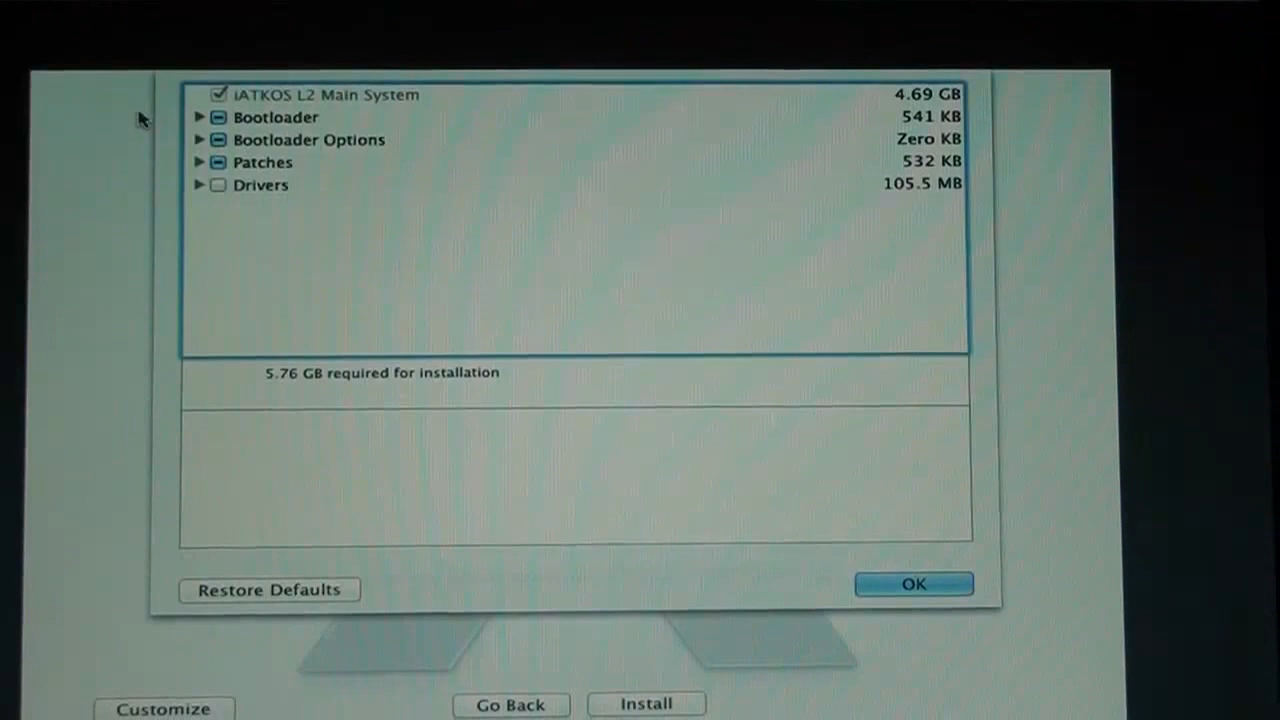 iATKOS L2 Main System 4.69 GB
Bootloader 541 KB
Bootloader Options Zero KB
Patches 532 KB
Drivers 105.5 MB
5.76 GB required for installation
Restore Defaults OK
Customize Go Back Install